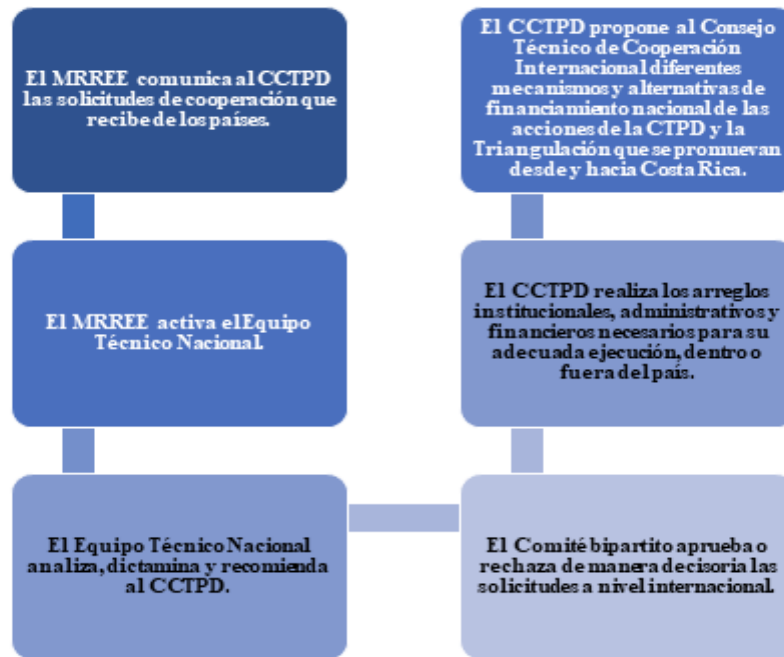 El MRREE comunica al CCTPD
las solicitudes de cooperación que
recibe de los países.
El MRREE activa el Equipo
Técnico Nacional.
El Equipo Técnico Nacional
analiza, dictamina y recomienda
al CCTPD.
El Comité bipartito aprueba o
rechaza de manera decisoria las
solicitudes a nivel internacional.
El CCTPD realiza los arreglos
institucionales, administrativos y
financieros necesarios para su
adecuada ejecución, dentro o
fuera del país.
El CCTPD propone al Consejo
Técnico de Cooperación
Internacional diferentes
mecanismos y alternativas de
financiamiento nacional de las
acciones de la CTPD y la
Triangulación que se promuevan
desde y hacia Costa Rica.